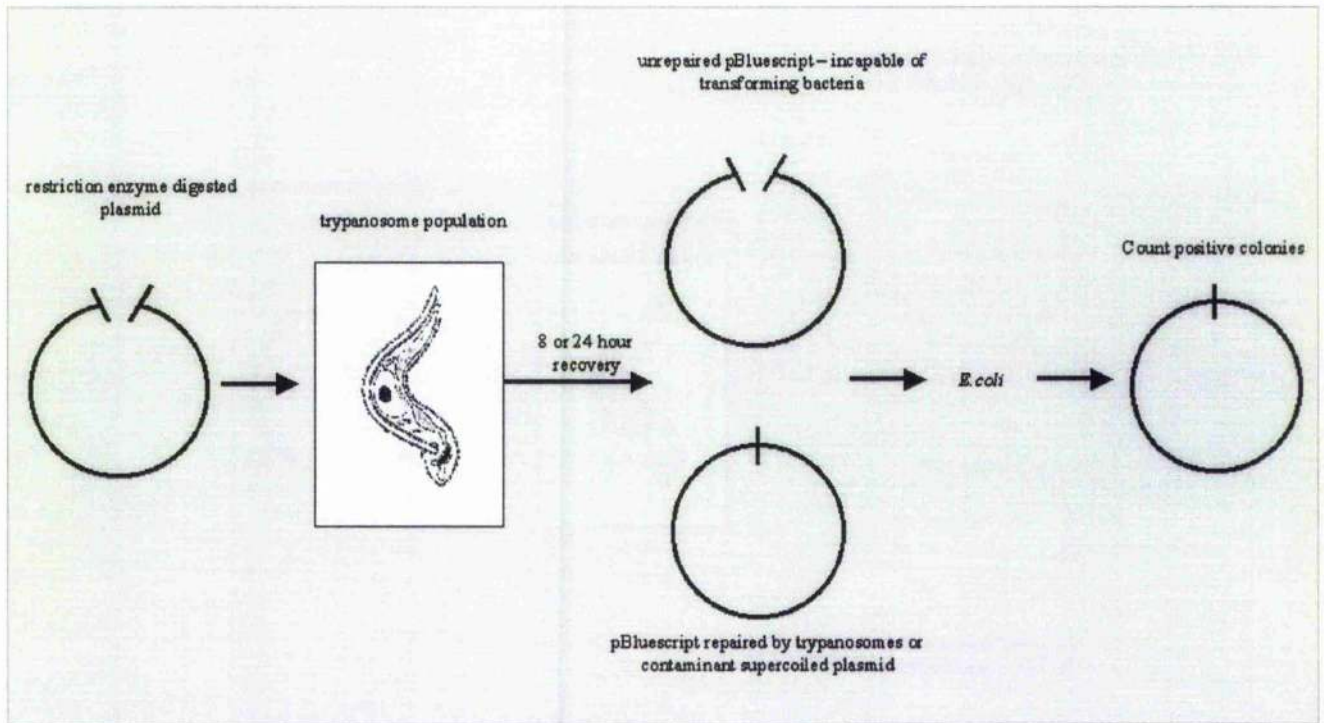 unrepaired pBluescript – incapable of
transforming bacteria
restriction enzyme digested
plasmid
trypanosome population
Count positive colonies
8 or 24 hour
recovery
E.coli
pBluescript repaired by trypanosomes or
contaminant supercoiled plasmid